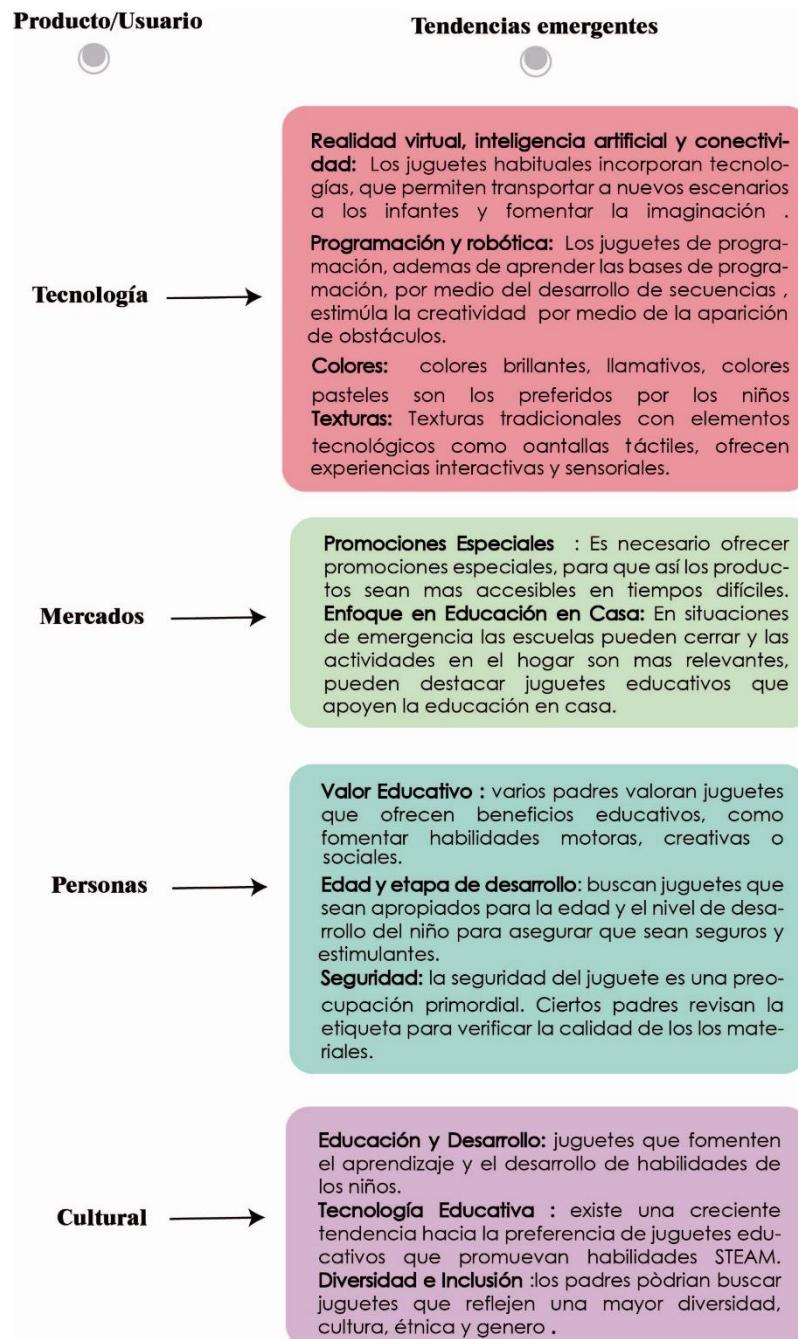 Producto/Usuario
Tendencias emergentes
Realidad virtual, inteligencia artificial y conectivi-
dad: Los juguetes habituales incorporan tecnolo-
gías, que permiten transportar a nuevos escenarios
a los infantes y fomentar la imaginación .
Programación y robótica: Los juguetes de progra-
mación, ademas de aprender las bases de progra-
mación, por medio del desarrollo de secuencias ,
estimúla la creatividad por medio de la aparición
de obstáculos.
Tecnología
Colores: colores brillantes, llamativos, colores
pasteles son los preferidos por los niños
Texturas: Texturas tradicionales con elementos
tecnológicos como oantallas táctiles, ofrecen
experiencias interactivas y sensoriales.
Promociones Especiales : Es necesario ofrecer
promociones especiales, para que así los produc-
tos sean mas accesibles en tiempos difíciles.
Mercados
Enfoque en Educación en Casa: En situaciones
de emergencia las escuelas pueden cerrar y las
actividades en el hogar son mas relevantes,
pueden destacar juguetes educativos que
apoyen la educación en casa.
Valor Educativo : varios padres valoran juguetes
que ofrecen beneficios educativos, como
fomentar habilidades motoras, creativas o
sociales.
Personas
Edad y etapa de desarrollo: buscan juguetes que
sean apropiados para la edad y el nivel de desa-
rrollo del niño para asegurar que sean seguros y
estimulantes.
Seguridad: la seguridad del juguete es una preo-
cupación primordial. Ciertos padres revisan la
etiqueta para verificar la calidad de los los mate-
riales.
Educación y Desarrollo: juguetes que fomenten
el aprendizaje y el desarrollo de habilidades de
los niños.
Cultural
Tecnología Educativa : existe una creciente
tendencia hacia la preferencia de juguetes edu-
cativos que promuevan habilidades STEAM.
Diversidad e Inclusión :los padres pòdrian buscar
juguetes que reflejen una mayor diversidad,
cultura, étnica y genero .